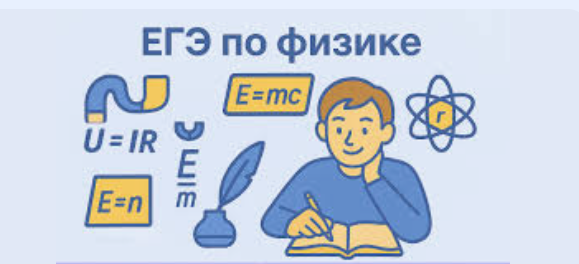 ЕГЭ по физике
E=mc
r
U = IR
E
m
E=n